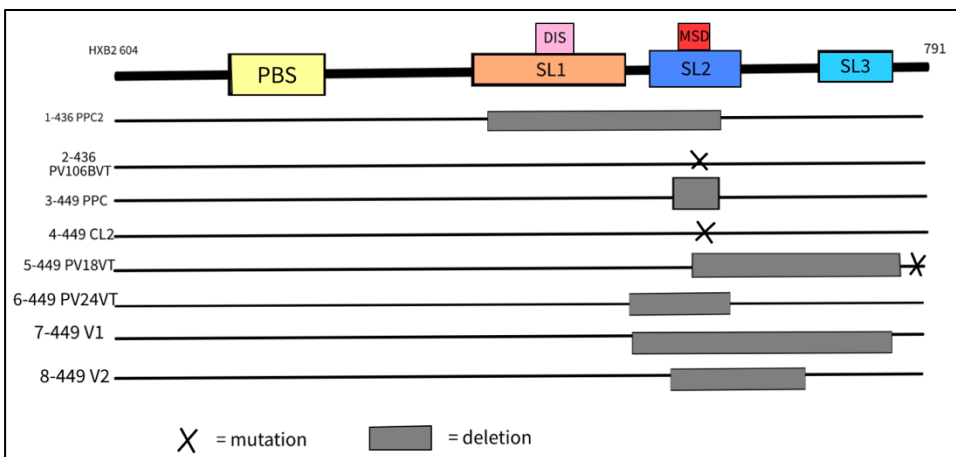 DIS
MSD
HXB2 604
791
PBS
SL1
SL2
SL3
1-436 PPC2
2-436
PV106BVT
3-449 PPC
4-449 CL2
5-449 PV18VT
6-449 PV24VT
7-449 V1
8-449 V2
X = mutation
= deletion